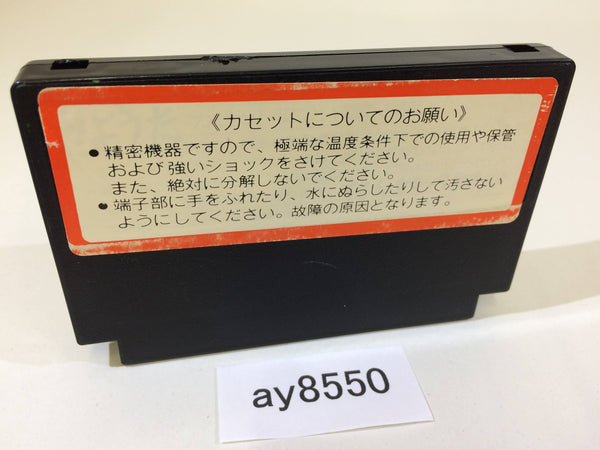 《カセットについてのお願い》
●精密機器ですので、極端な温度条件下での使用や保管
および強いショックをさけてください。
また、絶対に分解しないでください。
●端子部に手をふれたり、水にぬらしたりして汚さない
ようにしてください。故障の原因となります。
ay8550